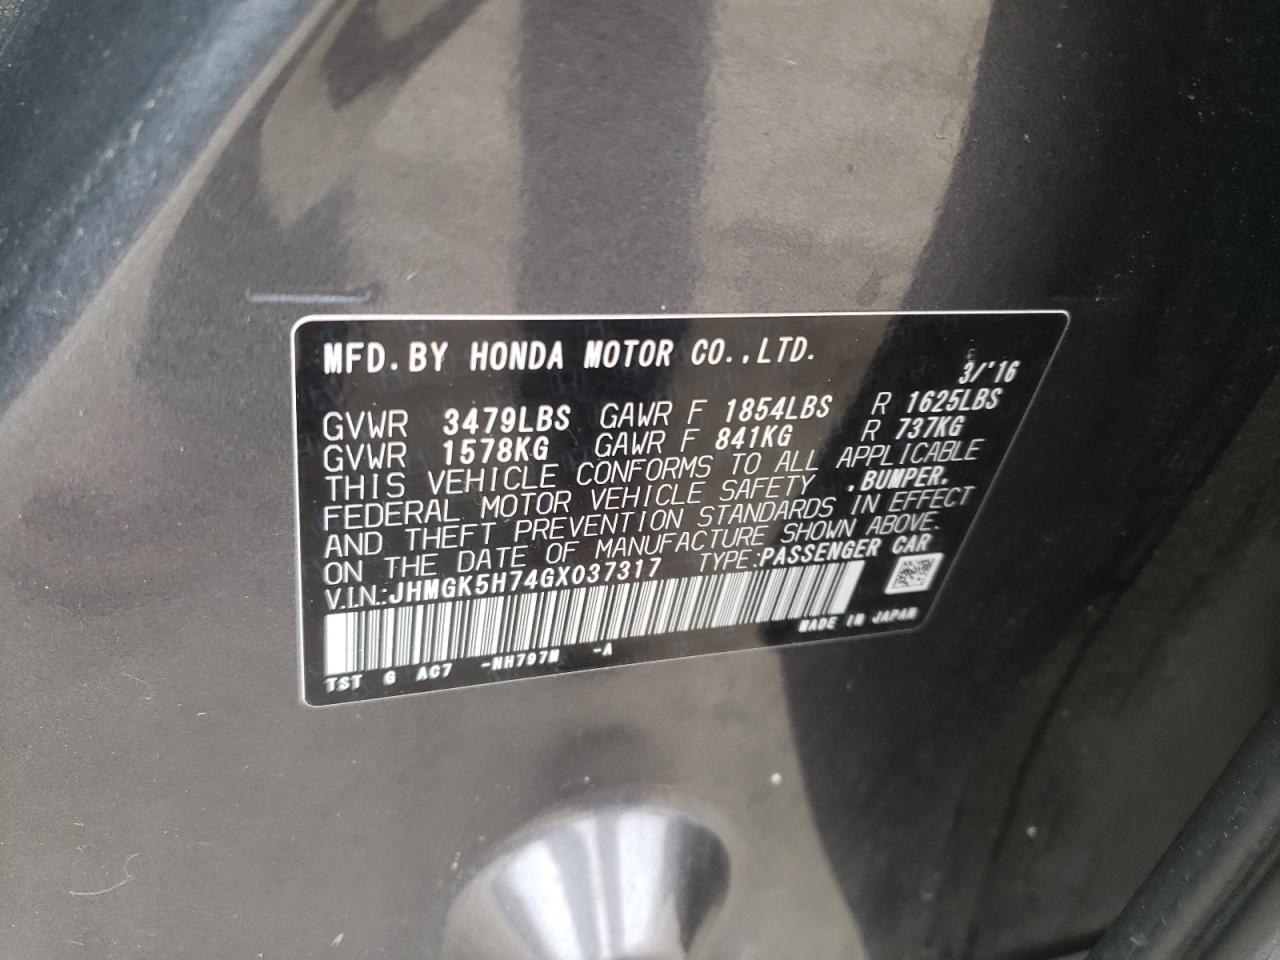 MFD.BY HONDA MOTOR CO.,LTD.
3/'16
GVWR 3479LBS GAWR F 1854LBS R 1625LBS
GVWR 1578KG GAWR F 841KG R 737KG
THIS VEHICLE CONFORMS TO ALL APPLICABLE
FEDERAL MOTOR VEHICLE SAFETY ,BUMPER,
AND THEFT PREVENTION STANDARDS IN EFFECT
ON THE DATE OF MANUFACTURE SHOWN ABOVE.
V.I.N.:JHMGK5H74GX037317 TYPE:PASSENGER CAR
MADE IN JAPAN
TST G AC7 -NH797M -A